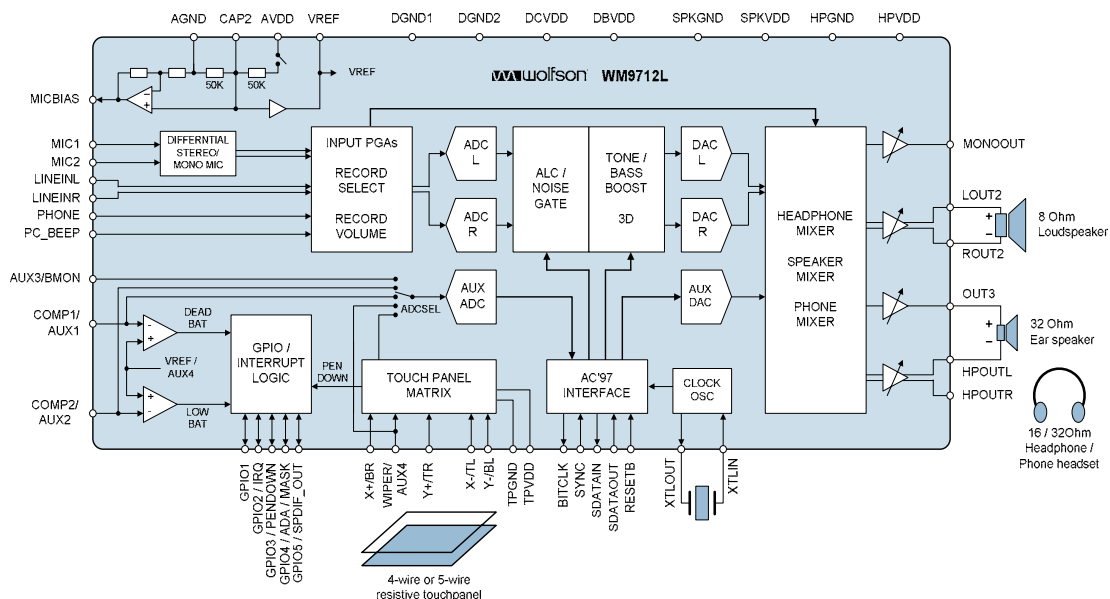 AGND CAP2 AVDD VREF DGND1 DGND2 DCVDD DBVDD SPKGND SPKVDD HPGND HPVDD
VREF
50K 50K
wolfson WM9712L
MICBIAS
MIC1
MIC2
LINEINL
LINEINR
PHONE
PC_BEEP
DIFFERNTIAL
STEREO/
MONO MIC
INPUT PGAs
RECORD
SELECT
RECORD
VOLUME
ADC
L
ADC
R
ALC /
NOISE
GATE
TONE /
BASS
BOOST
3D
DAC
L
DAC
R
HEADPHONE
MIXER
SPEAKER
MIXER
PHONE
MIXER
MONOOUT
LOUT2
+
−
ROUT2
8 Ohm
Loudspeaker
OUT3
+
−
32 Ohm
Ear speaker
HPOUTL
HPOUTR
16 / 32Ohm
Headphone /
Phone headset
AUX3/BMON
COMP1/
AUX1
COMP2/
AUX2
DEAD
BAT
VREF /
AUX4
LOW
BAT
- +
+ -
GPIO /
INTERRUPT
LOGIC
PEN
DOWN
ADCSEL
AUX
ADC
AUX
DAC
TOUCH PANEL
MATRIX
AC'97
INTERFACE
CLOCK
OSC
GPIO1
GPIO2 / IRQ
GPIO3 / PENDOWN
GPIO4 / ADA / MASK
GPIO5 / SPDIF_OUT
X+/BR
WIPER/
AUX4
Y+/TR
X-/TL
Y-/BL
TPGND
TPVDD
BITCLK
SYNC
SDATAIN
SDATAOUT
RESETB
XTLOUT
XTLIN
4-wire or 5-wire
resistive touchpanel